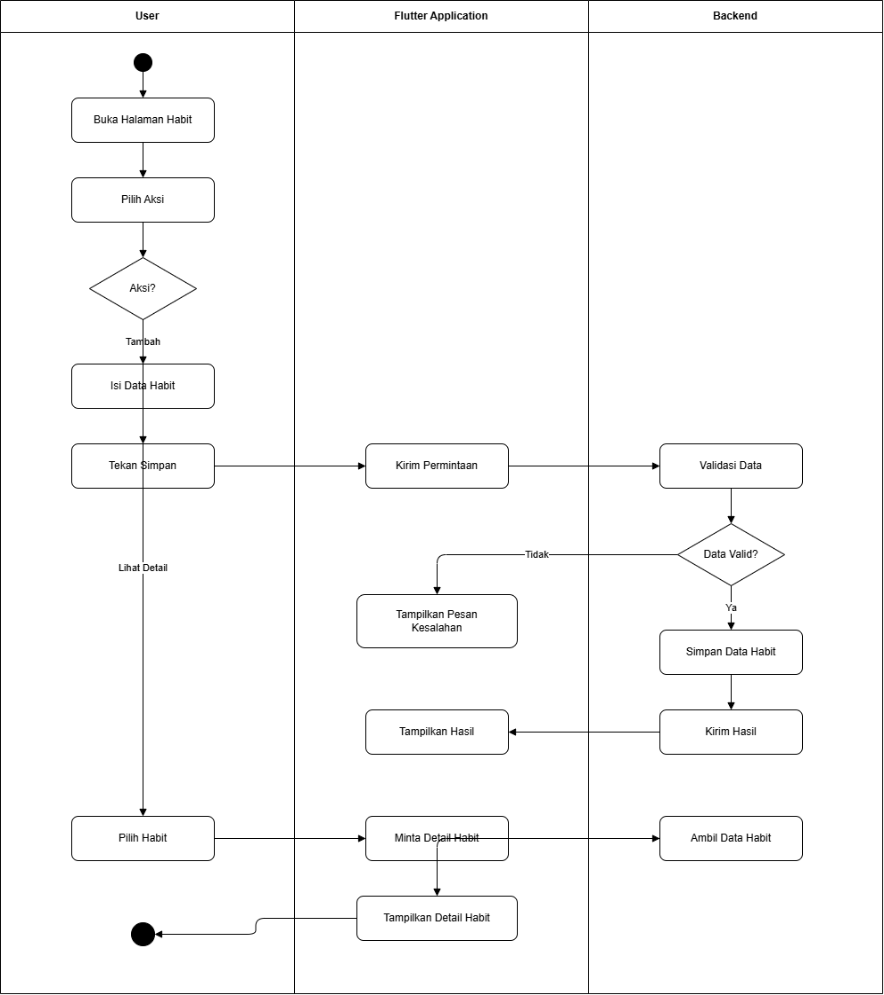 User
Flutter Application
Backend
Buka Halaman Habit
Pilih Aksi
Aksi?
Tambah
Isi Data Habit
Tekan Simpan
Kirim Permintaan
Validasi Data
Lihat Detail
Tidak
Data Valid?
Tampilkan Pesan
Kesalahan
Ya
Simpan Data Habit
Tampilkan Hasil
Kirim Hasil
Pilih Habit
Minta Detail Habit
Ambil Data Habit
Tampilkan Detail Habit